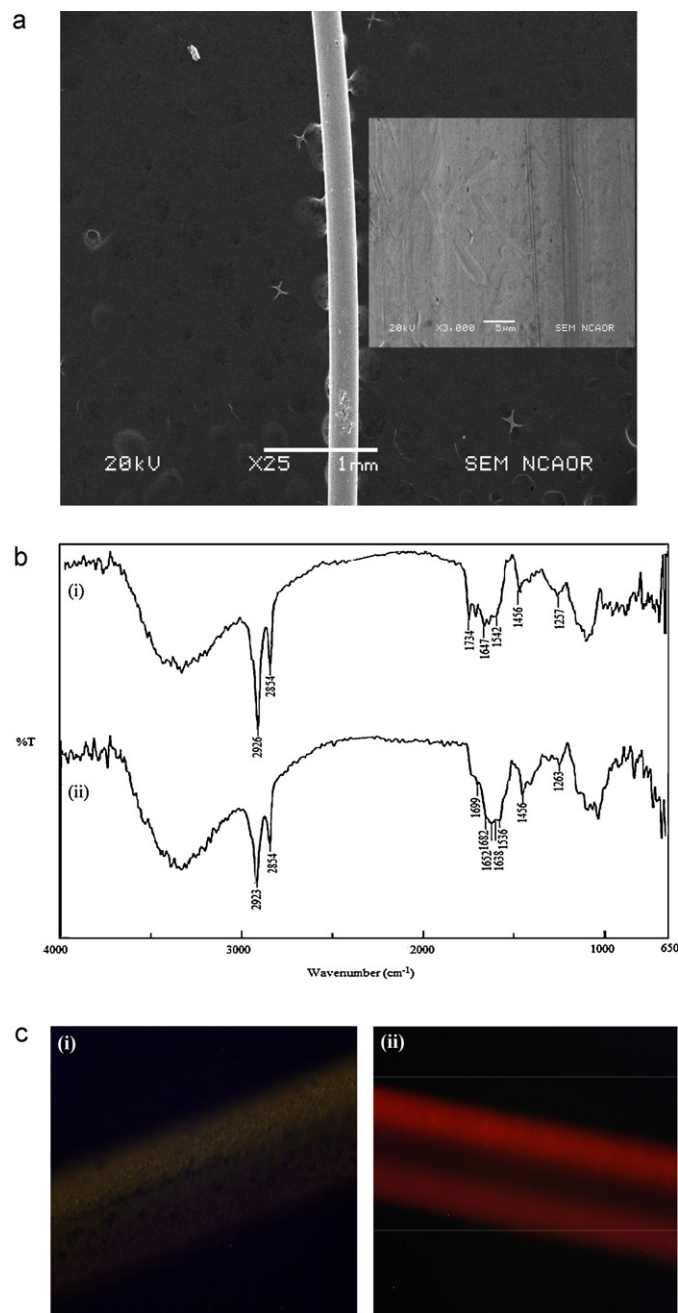 a
20kV X3,000 5µm SEM NCAOR
20kV X25 1mm SEM NCAOR
b
(i)
1734
1647
1542
1456
1257
2854
2926
%T
(ii)
1699
1682
1652
1638
1536
1456
1263
2854
2923
4000 3000 2000 1000 650
Wavenumber (cm⁻¹)
c
(i) (ii)